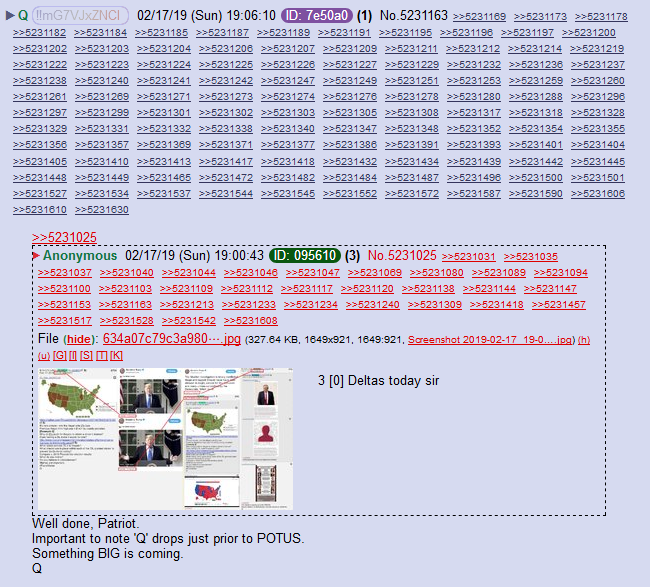 Q !!mG7VJxZNCI 02/17/19 (Sun) 19:06:10 ID: 7e50a0 (1) No.5231163 >>5231169 >>5231173 >>5231178
>>5231182 >>5231184 >>5231185 >>5231187 >>5231189 >>5231191 >>5231195 >>5231196 >>5231197 >>5231200
>>5231202 >>5231203 >>5231204 >>5231206 >>5231207 >>5231209 >>5231211 >>5231212 >>5231214 >>5231219
>>5231222 >>5231223 >>5231224 >>5231225 >>5231226 >>5231227 >>5231229 >>5231232 >>5231236 >>5231237
>>5231238 >>5231240 >>5231241 >>5231242 >>5231247 >>5231249 >>5231251 >>5231253 >>5231259 >>5231260
>>5231261 >>5231269 >>5231271 >>5231273 >>5231274 >>5231276 >>5231278 >>5231280 >>5231288 >>5231296
>>5231297 >>5231299 >>5231301 >>5231302 >>5231303 >>5231305 >>5231308 >>5231317 >>5231318 >>5231328
>>5231329 >>5231331 >>5231332 >>5231338 >>5231340 >>5231347 >>5231348 >>5231352 >>5231354 >>5231355
>>5231356 >>5231357 >>5231369 >>5231371 >>5231377 >>5231386 >>5231391 >>5231393 >>5231401 >>5231404
>>5231405 >>5231410 >>5231413 >>5231417 >>5231418 >>5231432 >>5231434 >>5231439 >>5231442 >>5231445
>>5231448 >>5231449 >>5231465 >>5231472 >>5231482 >>5231484 >>5231487 >>5231496 >>5231500 >>5231501
>>5231527 >>5231534 >>5231537 >>5231544 >>5231545 >>5231552 >>5231572 >>5231587 >>5231590 >>5231606
>>5231610 >>5231630
>>5231025
Anonymous 02/17/19 (Sun) 19:00:43 ID: 095610 (3) No.5231025 >>5231031 >>5231035
>>5231037 >>5231040 >>5231044 >>5231046 >>5231047 >>5231069 >>5231080 >>5231089 >>5231094
>>5231100 >>5231103 >>5231109 >>5231112 >>5231117 >>5231120 >>5231138 >>5231144 >>5231147
>>5231153 >>5231163 >>5231213 >>5231233 >>5231234 >>5231240 >>5231309 >>5231418 >>5231457
>>5231517 >>5231528 >>5231542 >>5231608
File (hide): 634a07c79c3a980⋯.jpg (327.64 KB, 1649x921, 1649:921, Screenshot 2019-02-17_19-0….jpg) (h)
(u) [G] [I] [S] [T] [K]
3 [0] Deltas today sir
Well done, Patriot.
Important to note 'Q' drops just prior to POTUS.
Something BIG is coming.
Q